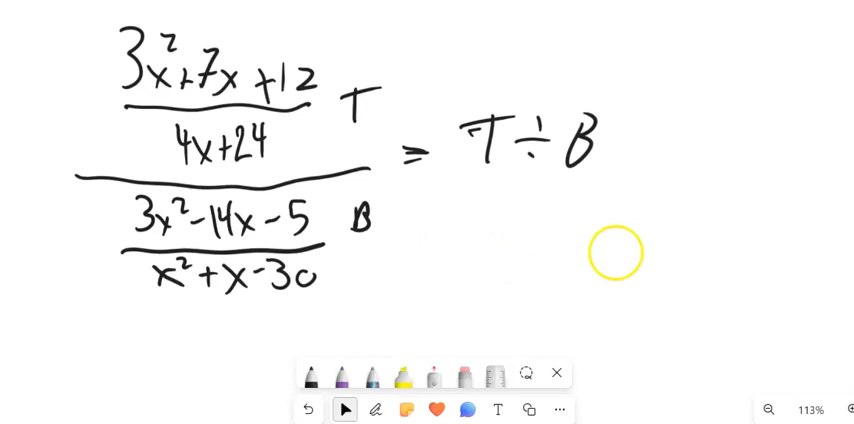 3x²+7x+12 T
4x+24
= T÷B
3x²-14x-5 B
x²+x-30
113%